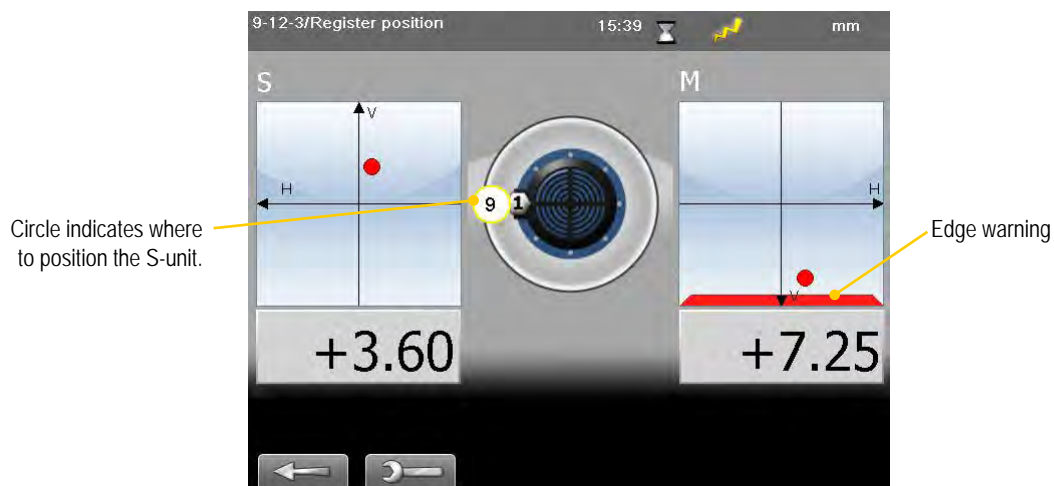 9-12-3/Register position 15:39 mm
S
M
V
H
H
9 1
Circle indicates where
to position the S-unit.
Edge warning
V
+3.60
+7.25